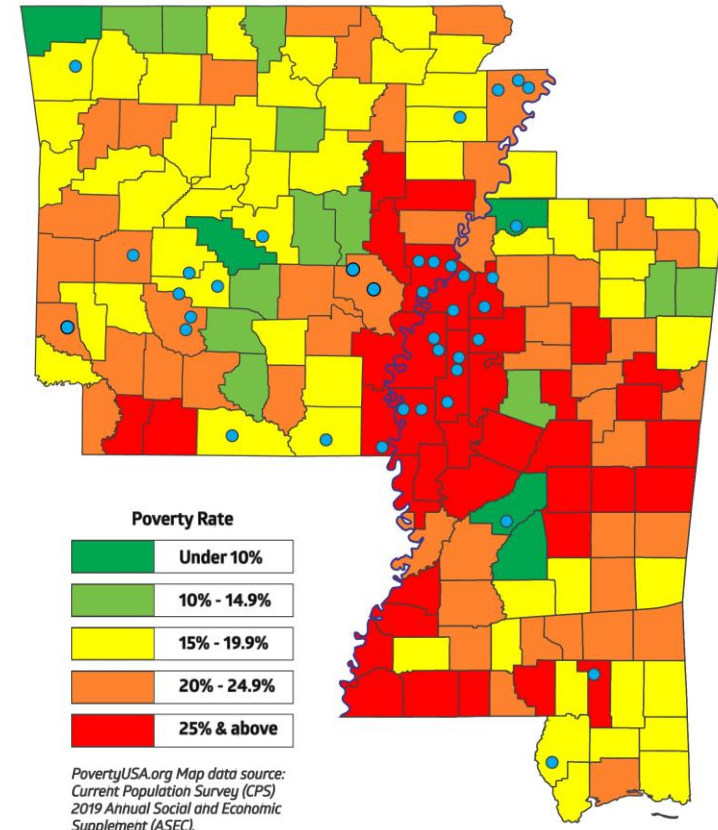 Poverty Rate
Under 10%
10% - 14.9%
15% - 19.9%
20% - 24.9%
25% & above
PovertyUSA.org Map data source:
Current Population Survey (CPS)
2019 Annual Social and Economic
Supplement (ASEC).